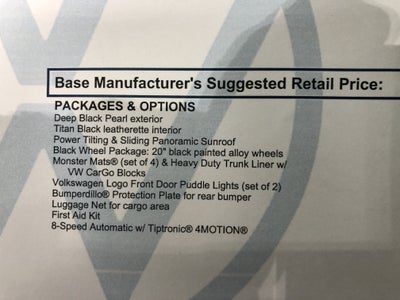 Base Manufacturer's Suggested Retail Price:
PACKAGES & OPTIONS
Deep Black Pearl exterior
Titan Black leatherette interior
Power Tilting & Sliding Panoramic Sunroof
Black Wheel Package: 20" black painted alloy wheels
Monster Mats® (set of 4) & Heavy Duty Trunk Liner w/
VW CarGo Blocks
Volkswagen Logo Front Door Puddle Lights (set of 2)
Bumperdillo® Protection Plate for rear bumper
Luggage Net for cargo area
First Aid Kit
8-Speed Automatic w/ Tiptronic® 4MOTION®